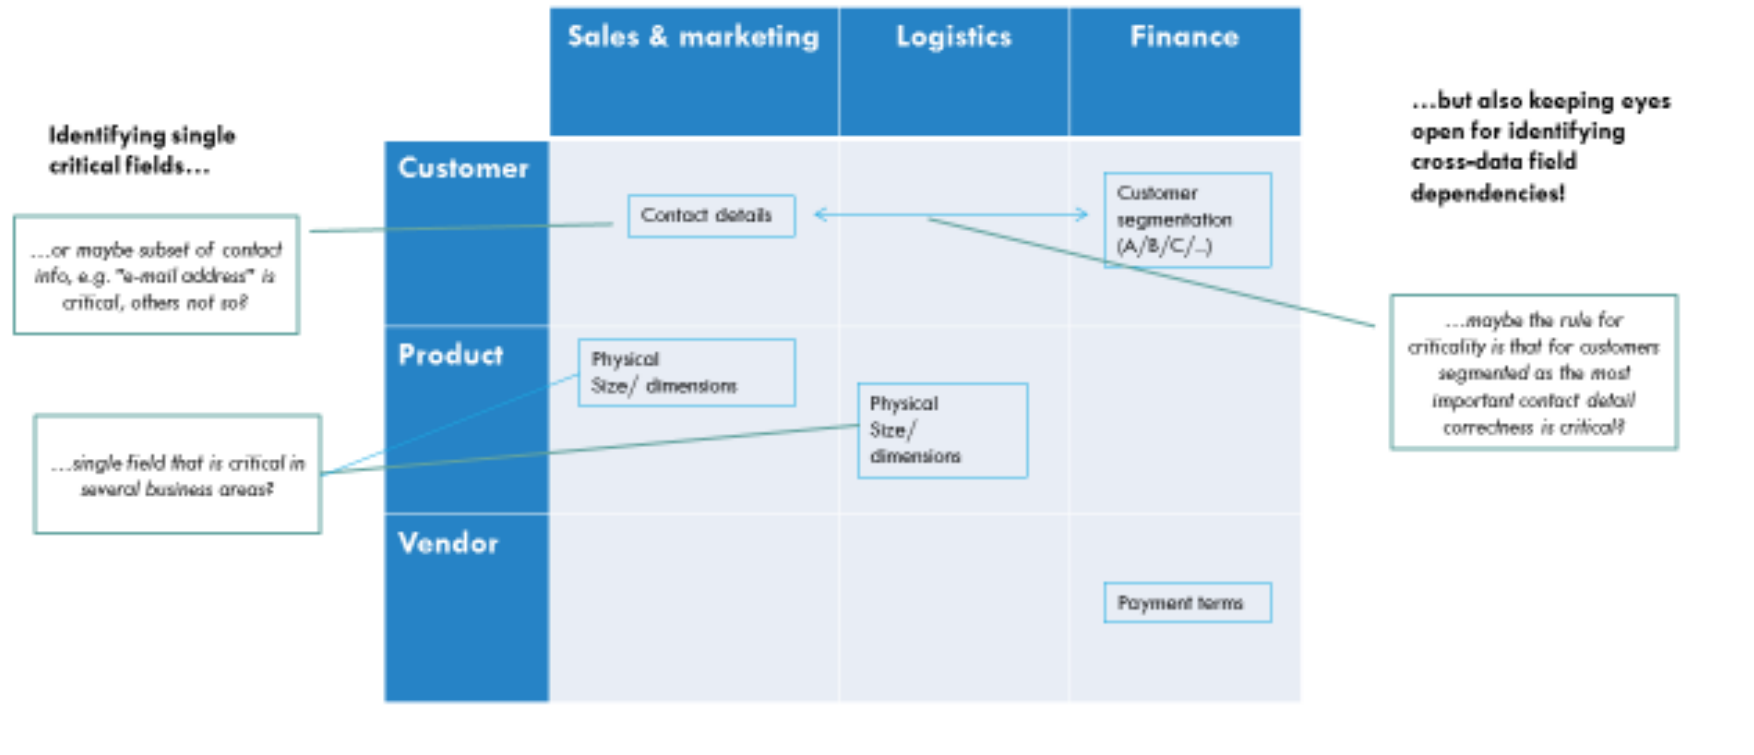 Sales & marketing
Logistics
Finance
Identifying single
critical fields...
...but also keeping eyes
open for identifying
cross-data field
dependencies!
Customer
Contact details
Customer
segmentation
(A/B/C/...)
...or maybe subset of contact
info, e.g. "e-mail address" is
critical, others not so?
...maybe the rule for
criticality is that for customers
segmented as the most
important contact detail
correctness is critical?
Product
Physical
Size/ dimensions
Physical
Size/
dimensions
...single field that is critical in
several business areas?
Vendor
Payment terms